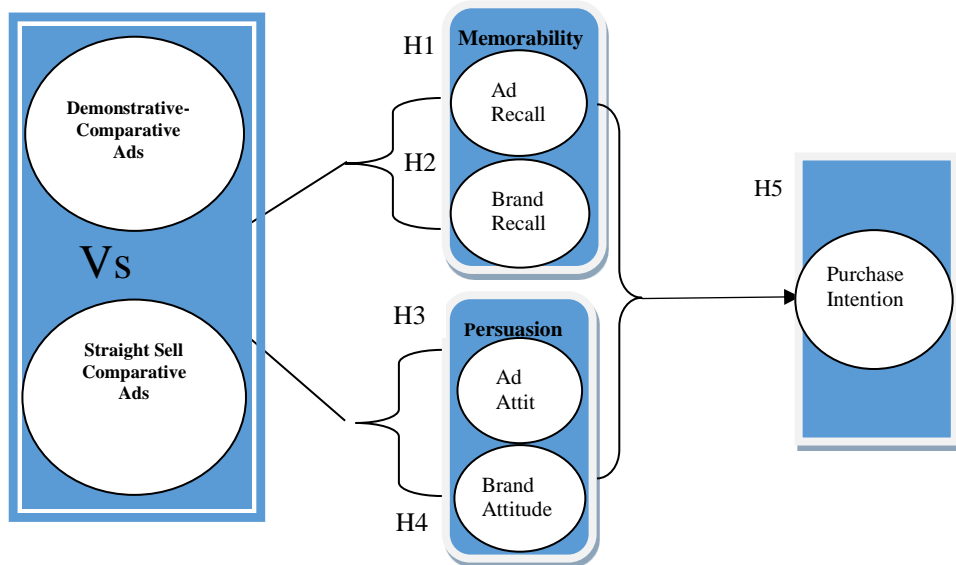 Demonstrative-
Comparative
Ads
Vs
Straight Sell
Comparative
Ads
H1
Memorability
Ad
Recall
H2
Brand
Recall
H3
Persuasion
Ad
Attit
Brand
Attitude
H4
H5
Purchase
Intention